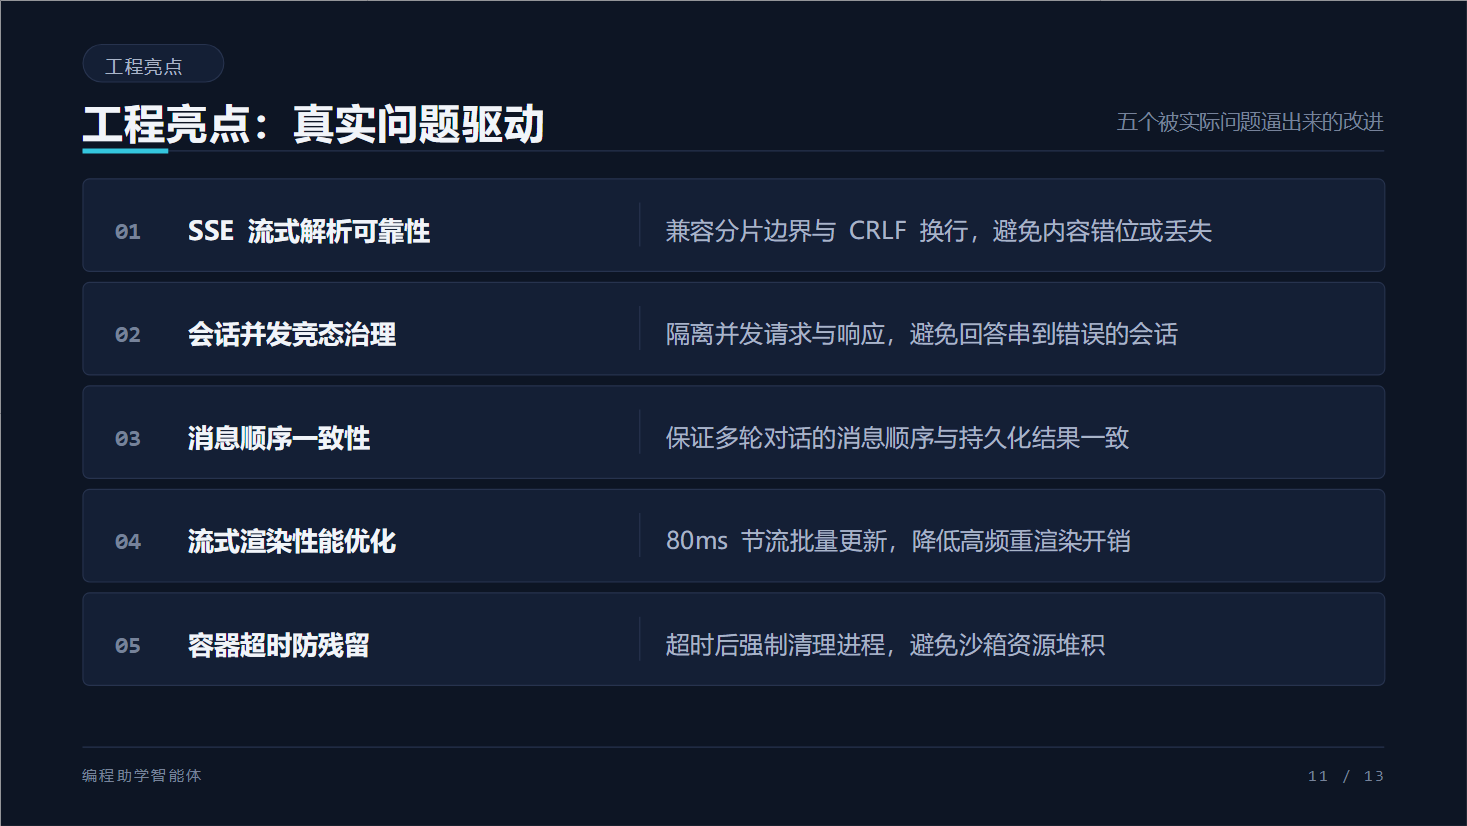 工程亮点
工程亮点：真实问题驱动
五个被实际问题逼出来的改进
01 SSE 流式解析可靠性 兼容分片边界与 CRLF 换行，避免内容错位或丢失
02 会话并发竞态治理 隔离并发请求与响应，避免回答串到错误的会话
03 消息顺序一致性 保证多轮对话的消息顺序与持久化结果一致
04 流式渲染性能优化 80ms 节流批量更新，降低高频重渲染开销
05 容器超时防残留 超时后强制清理进程，避免沙箱资源堆积
编程助学智能体
11 / 13